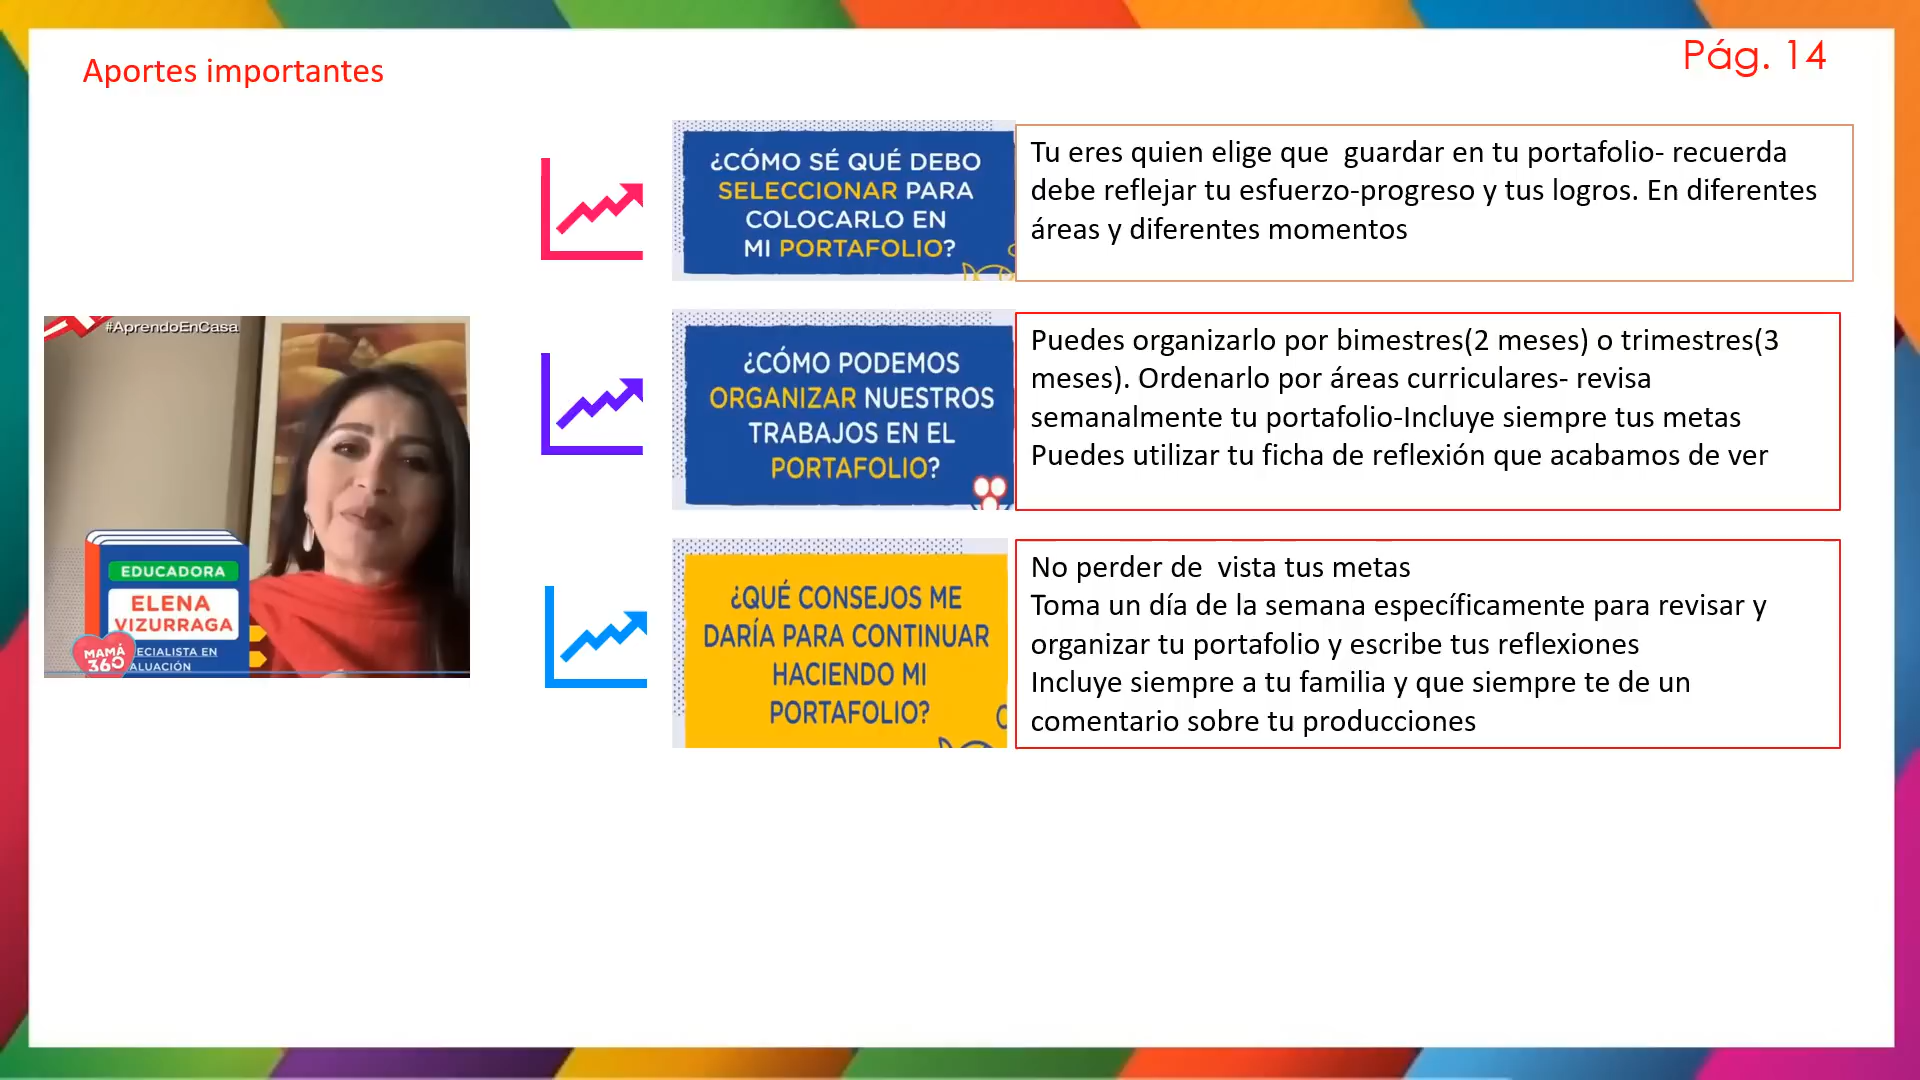 Aportes importantes
Pág. 14
¿CÓMO SÉ QUÉ DEBO
SELECCIONAR PARA
COLOCARLO EN
MI PORTAFOLIO?
Tu eres quien elige que  guardar en tu portafolio- recuerda
debe reflejar tu esfuerzo-progreso y tus logros. En diferentes
áreas y diferentes momentos
#AprendoEnCasa
EDUCADORA
ELENA
VIZURRAGA
ECIALISTA EN
ALUACIÓN
MAMÁ
360
¿CÓMO PODEMOS
ORGANIZAR NUESTROS
TRABAJOS EN EL
PORTAFOLIO?
Puedes organizarlo por bimestres(2 meses) o trimestres(3
meses). Ordenarlo por áreas curriculares- revisa
semanalmente tu portafolio-Incluye siempre tus metas
Puedes utilizar tu ficha de reflexión que acabamos de ver
¿QUÉ CONSEJOS ME
DARÍA PARA CONTINUAR
HACIENDO MI
PORTAFOLIO?
No perder de  vista tus metas
Toma un día de la semana específicamente para revisar y
organizar tu portafolio y escribe tus reflexiones
Incluye siempre a tu familia y que siempre te de un
comentario sobre tu producciones